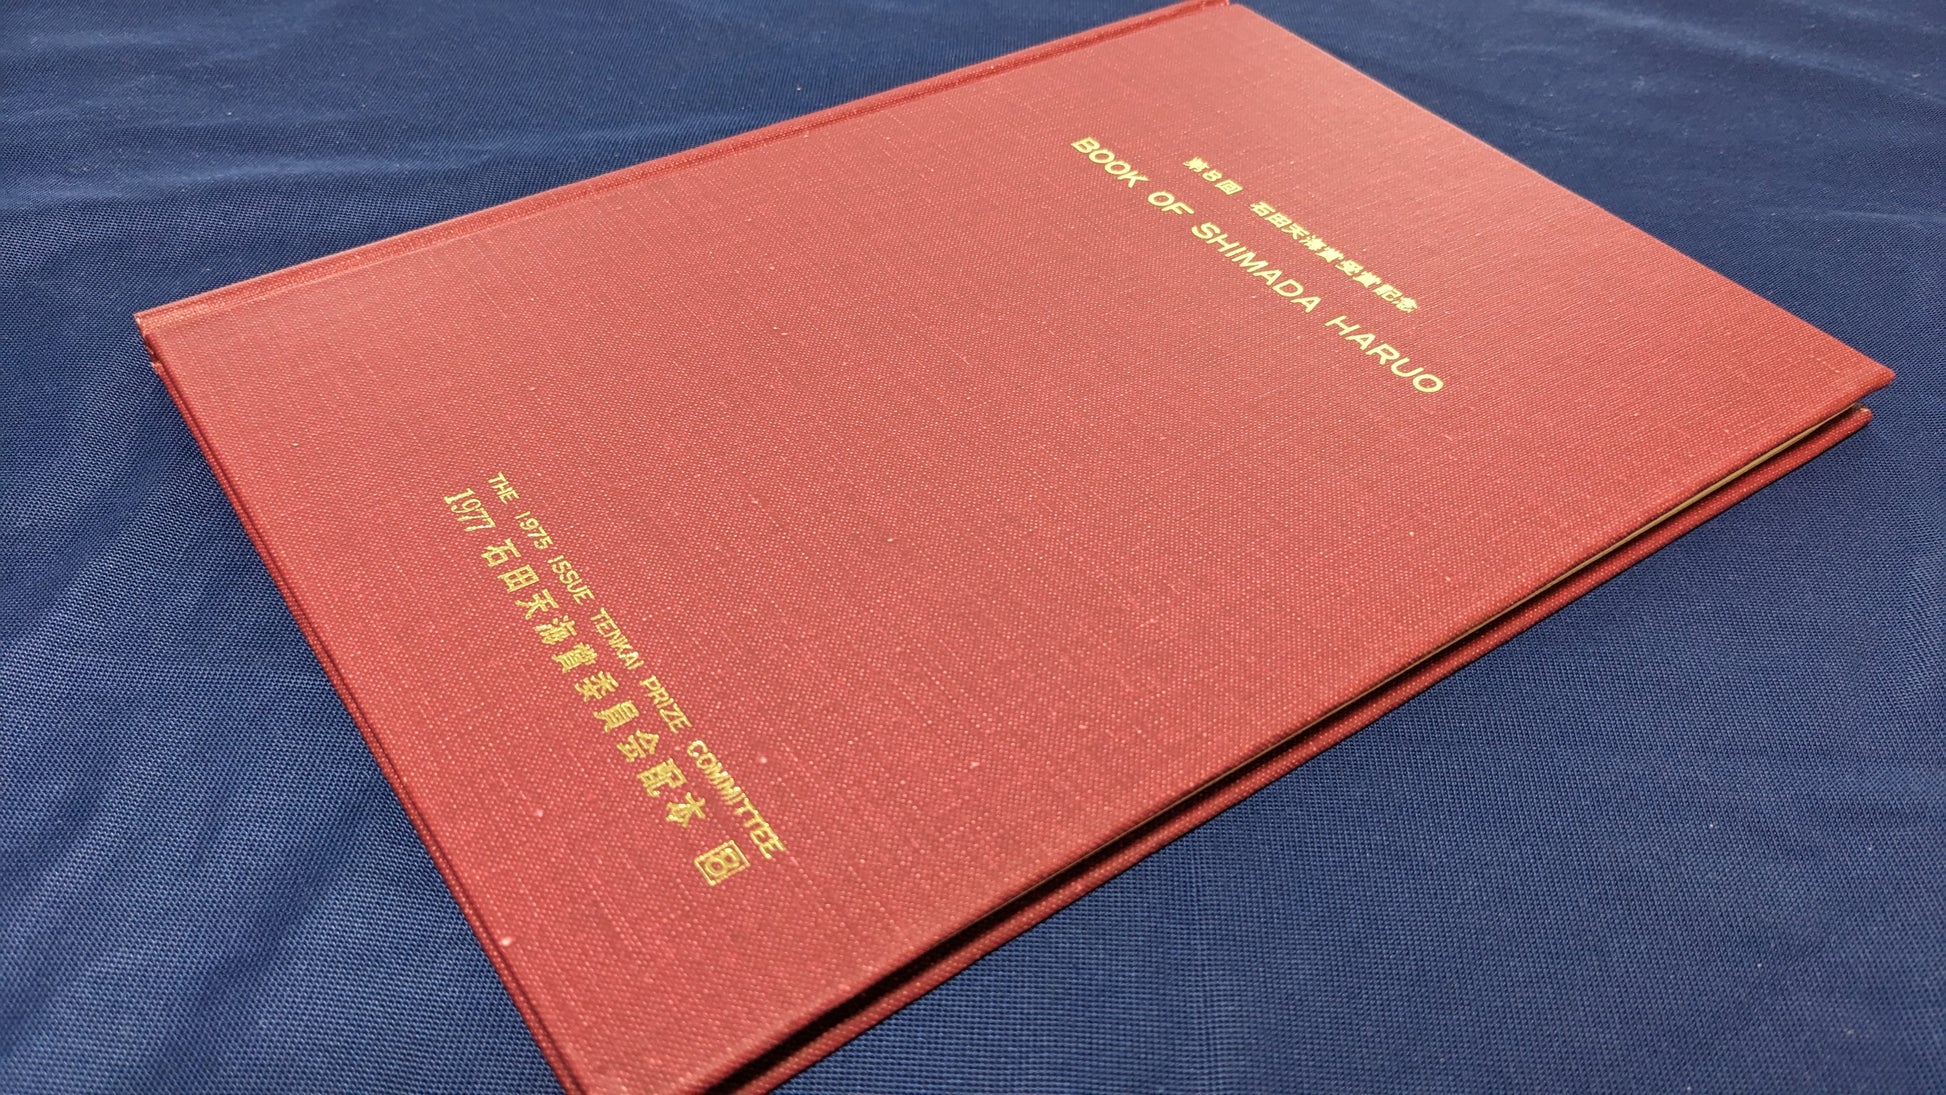 第8回 石田天海賞受賞記念
BOOK OF SHIMADA HARUO
THE 1975 ISSUE TENKAI PRIZE COMMITTEE
1977 石田天海賞委員会配本 回